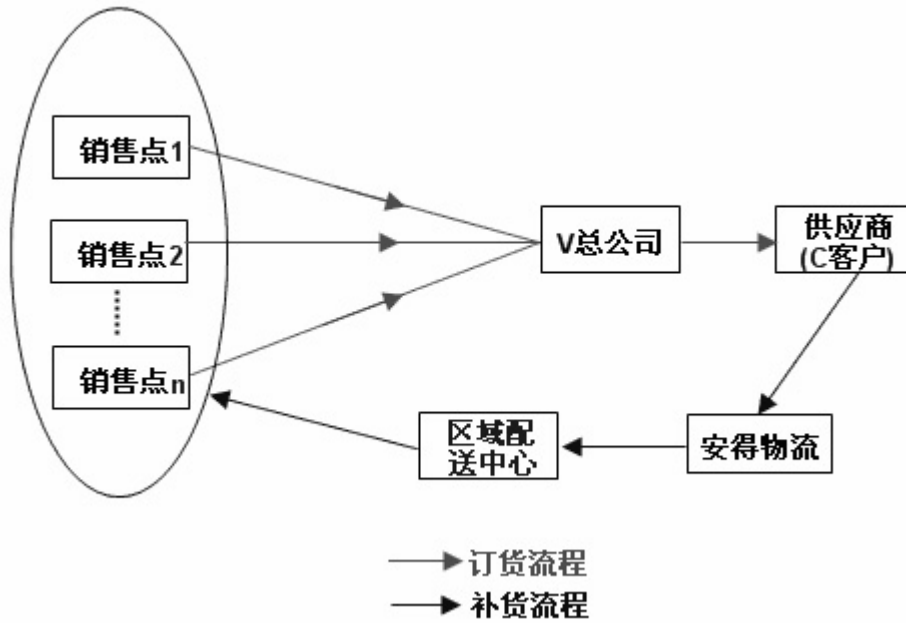 销售点1
销售点2
销售点n
V总公司
供应商
(C客户)
安得物流
区域配
送中心
订货流程
补货流程